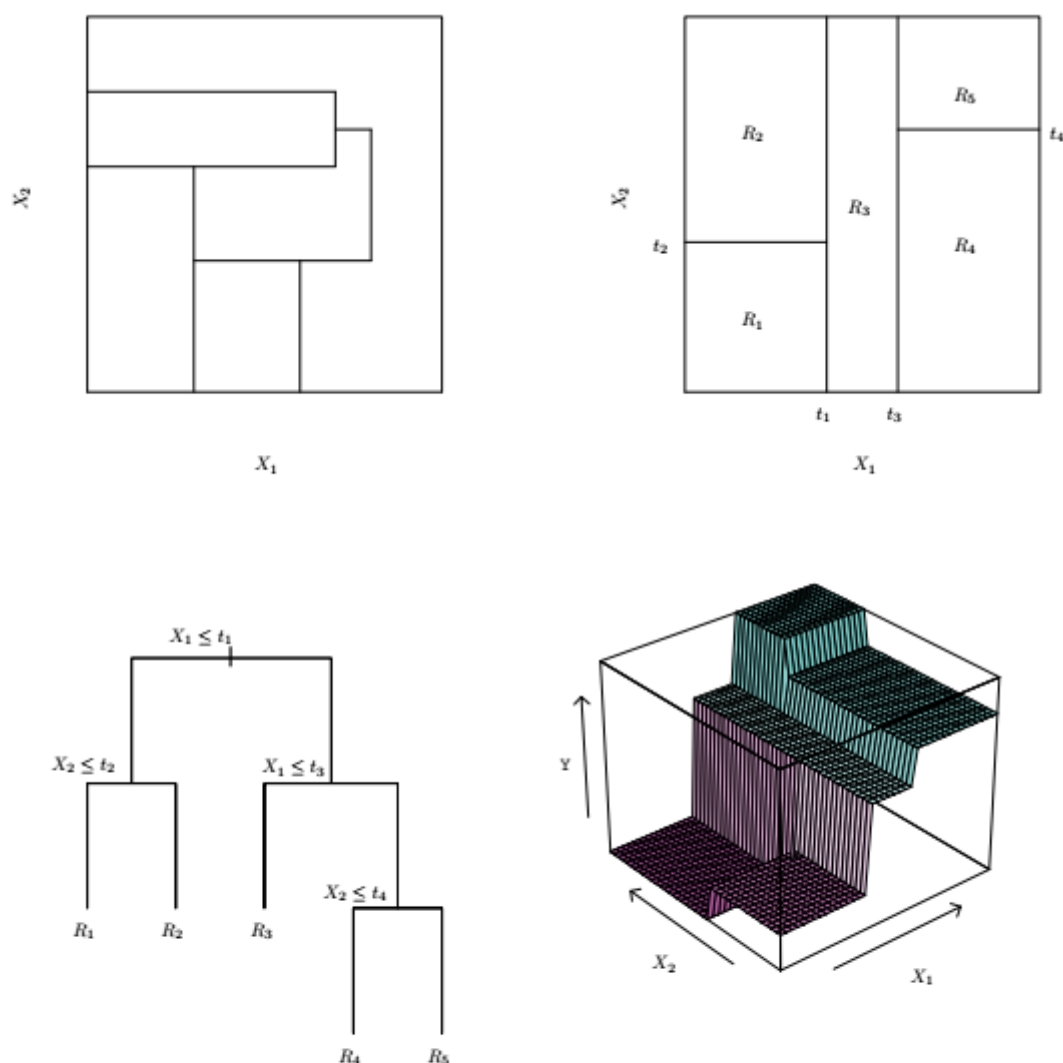 X₂
X₁
R₅
R₂
t₄
X₂
R₃
t₂
R₄
R₁
t₁
t₃
X₁
X₁ ≤ t₁
X₂ ≤ t₂
X₁ ≤ t₃
X₂ ≤ t₄
R₁
R₂
R₃
R₄
R₅
Y
X₂
X₁